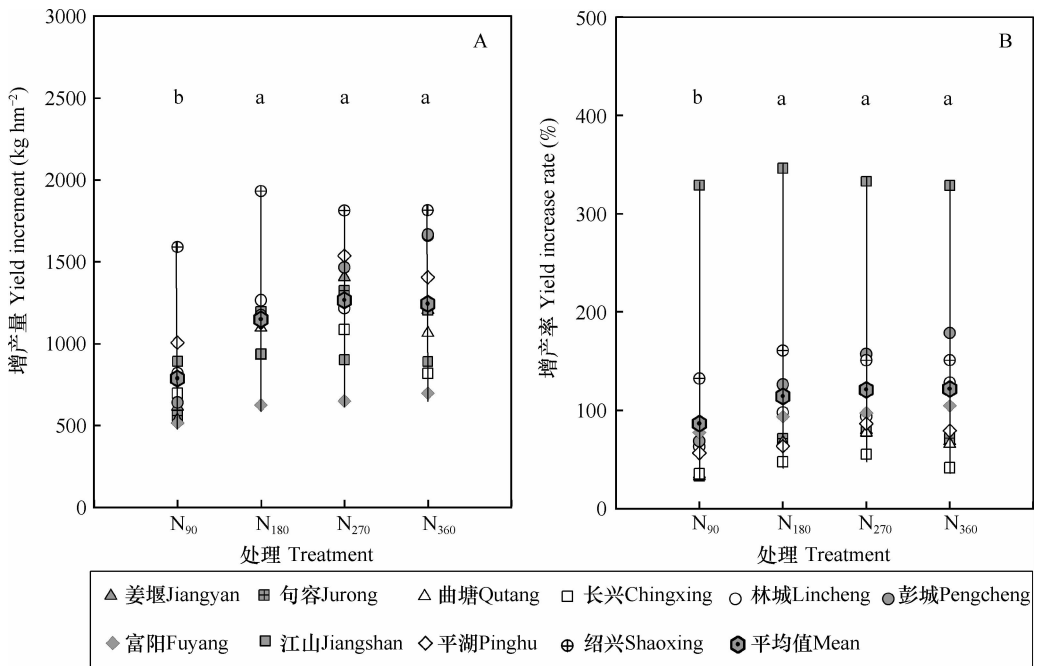 A
增产量 Yield increment (kg hm⁻²)
3000
2500
2000
1500
1000
500
0
b a a a
N₉₀ N₁₈₀ N₂₇₀ N₃₆₀
处理 Treatment
B
增产率 Yield increase rate (%)
500
400
300
200
100
0
b a a a
N₉₀ N₁₈₀ N₂₇₀ N₃₆₀
处理 Treatment
姜堰Jiangyan 句容Jurong 曲塘Qutang 长兴Chingxing 林城Lincheng 彭城Pengcheng
富阳Fuyang 江山Jiangshan 平湖Pinghu 绍兴Shaoxing 平均值Mean